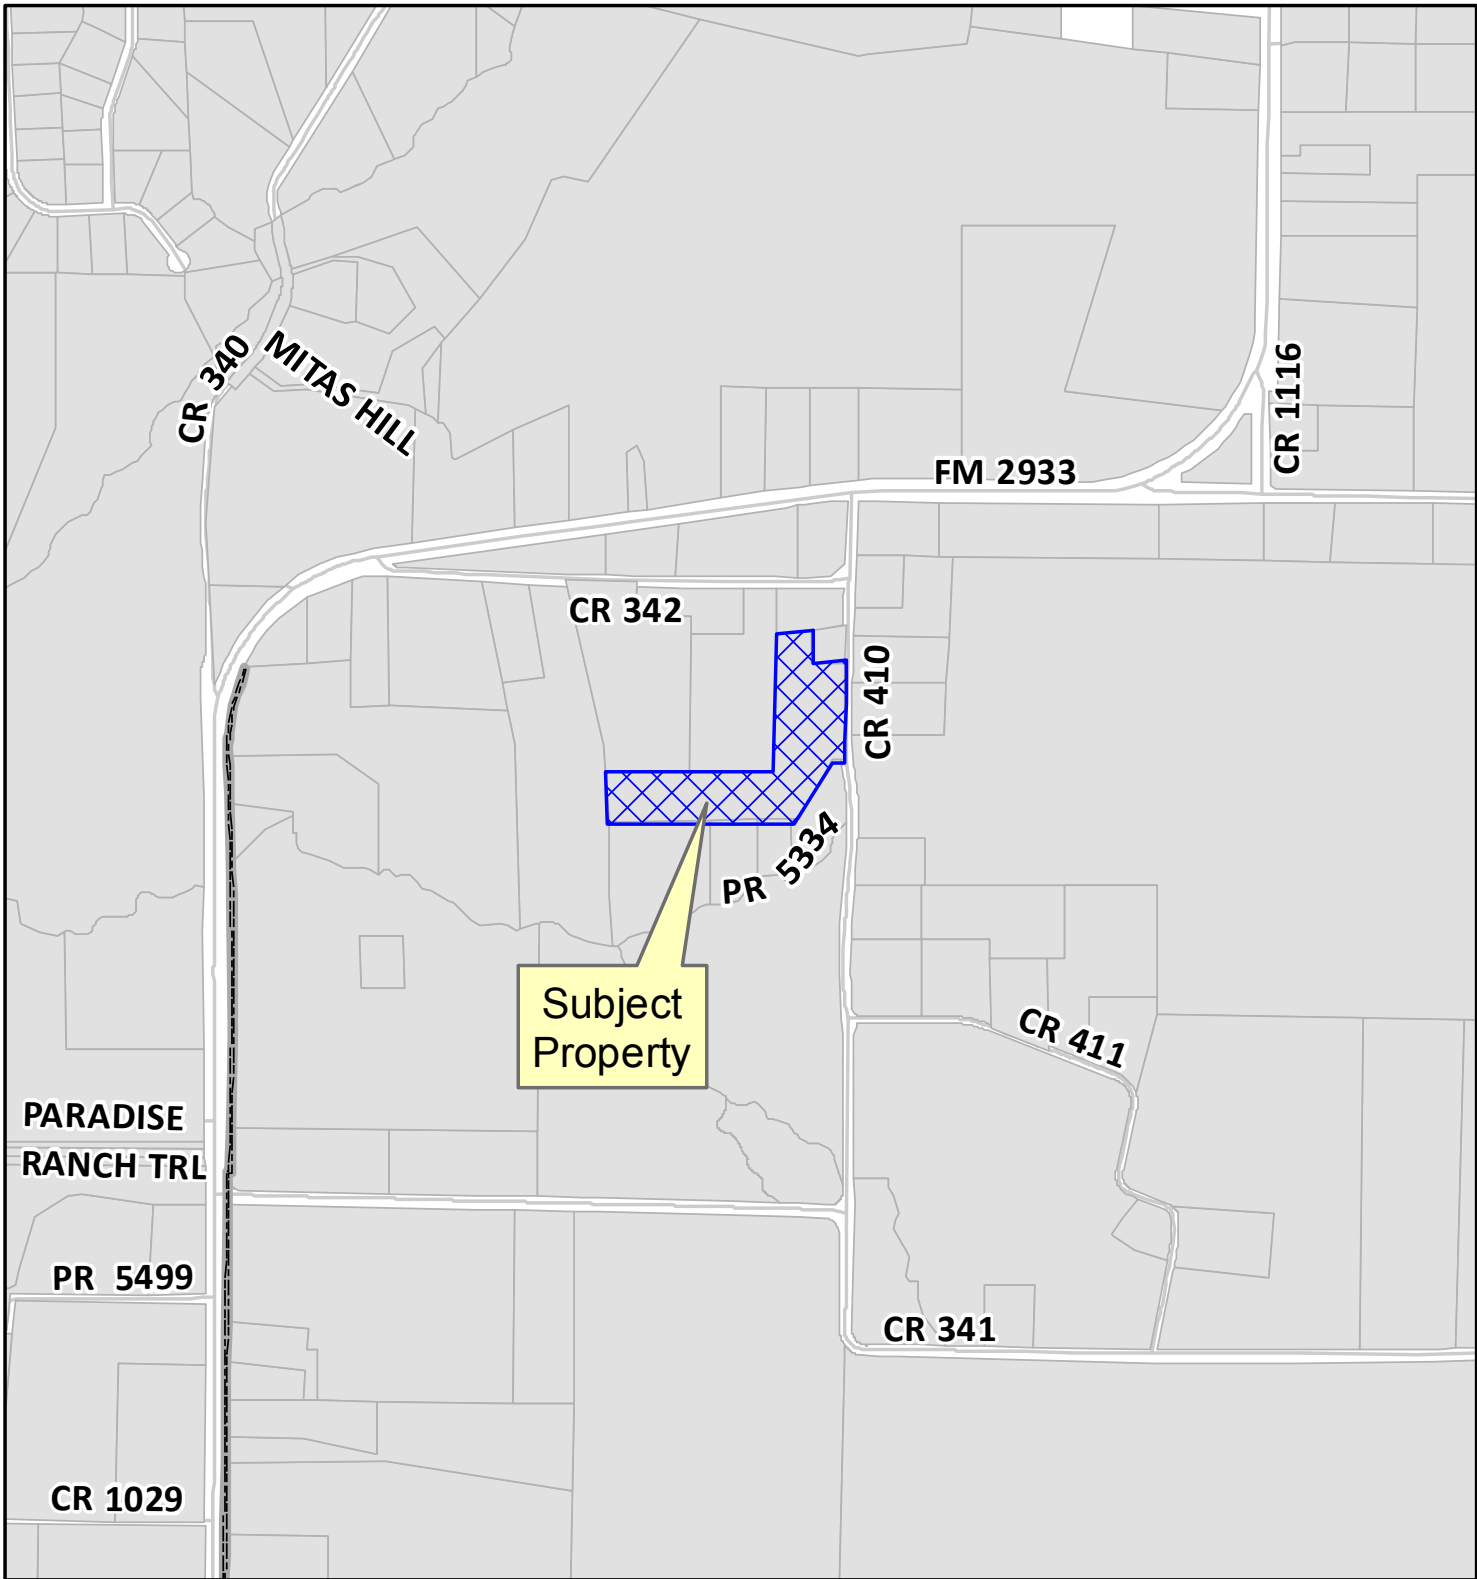 CR 340
MITAS HILL
CR 1116
FM 2933
CR 342
CR 410
PR 5334
Subject
Property
CR 411
PARADISE
RANCH TRL
PR 5499
CR 341
CR 1029